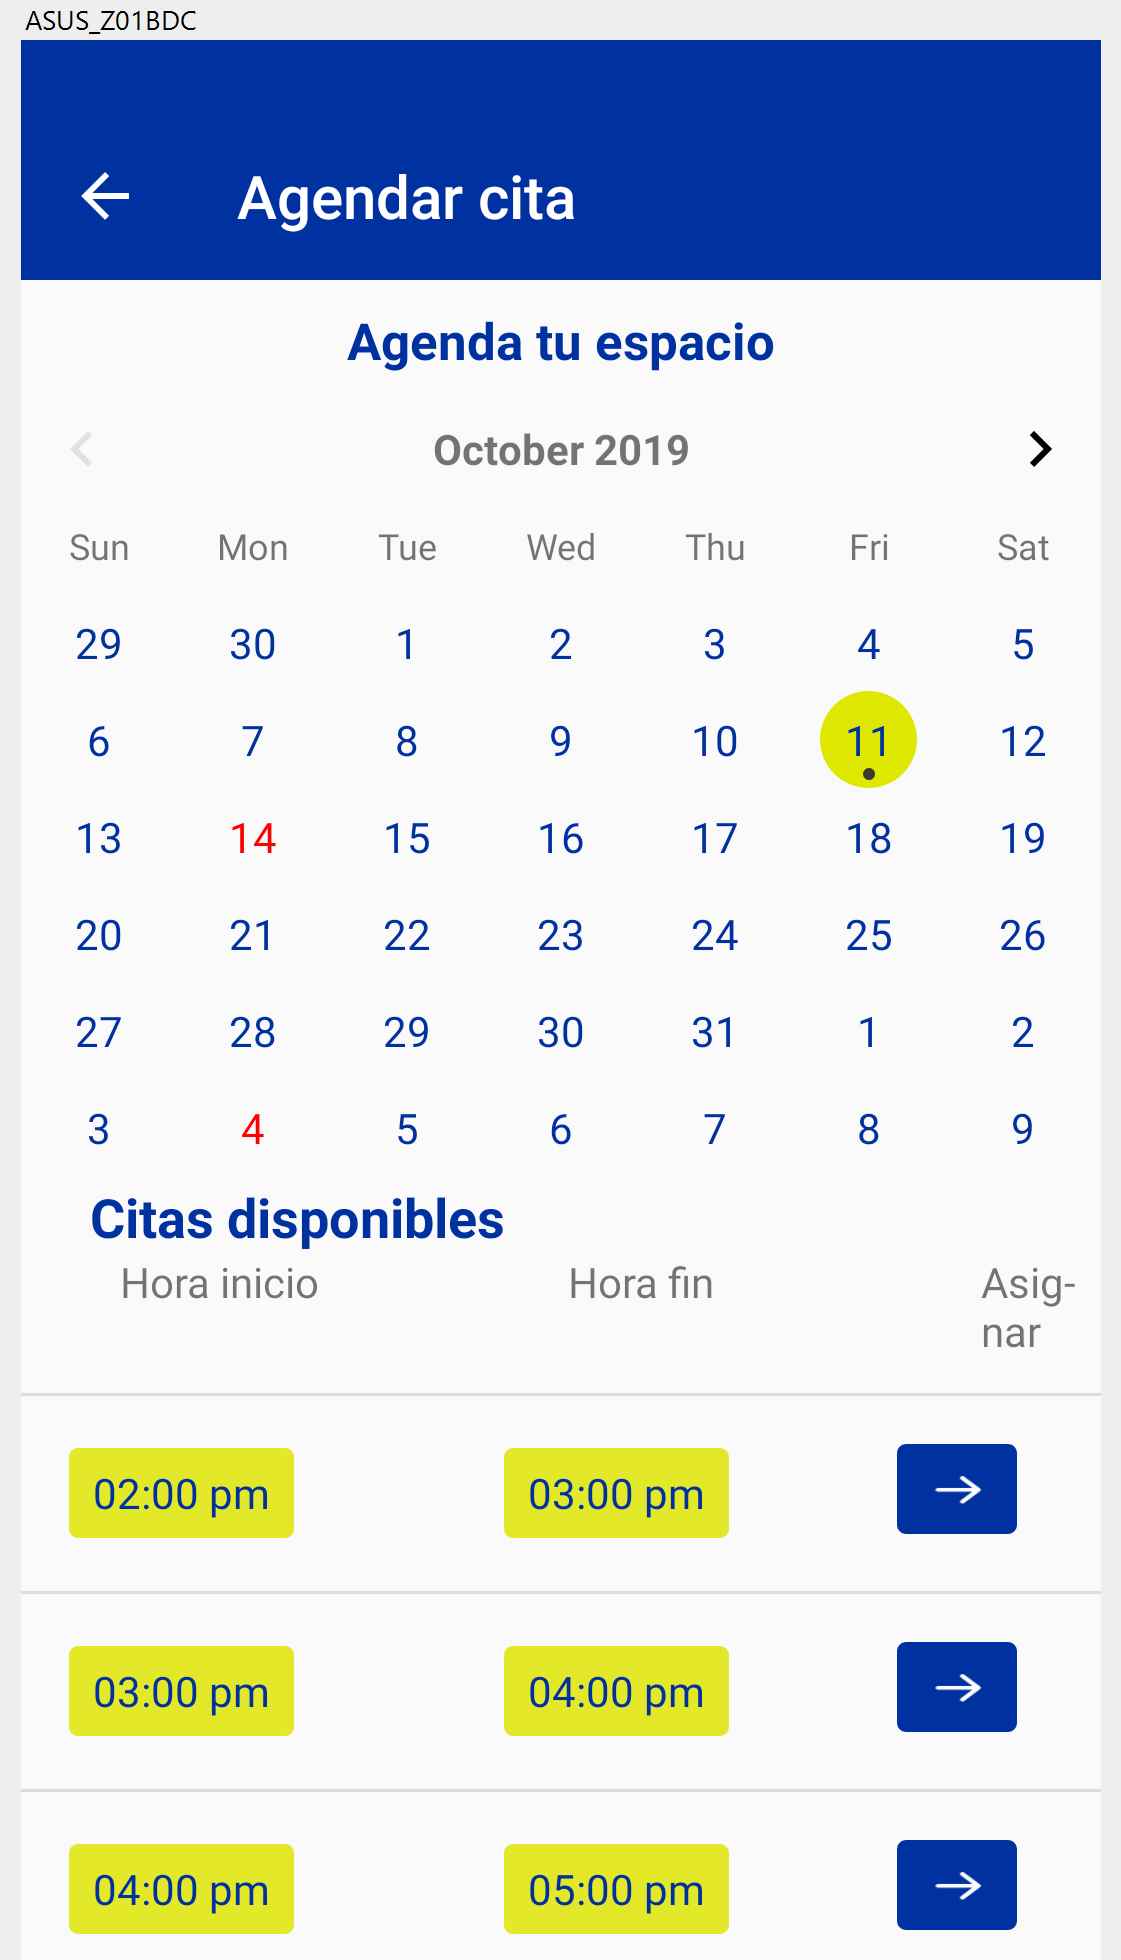 ASUS_Z01BDC
Agendar cita
Agenda tu espacio
October 2019
Sun Mon Tue Wed Thu Fri Sat
29 30 1 2 3 4 5
6 7 8 9 10 11 12
13 14 15 16 17 18 19
20 21 22 23 24 25 26
27 28 29 30 31 1 2
3 4 5 6 7 8 9
Citas disponibles
Hora inicio Hora fin Asig-
nar
02:00 pm 03:00 pm
03:00 pm 04:00 pm
04:00 pm 05:00 pm